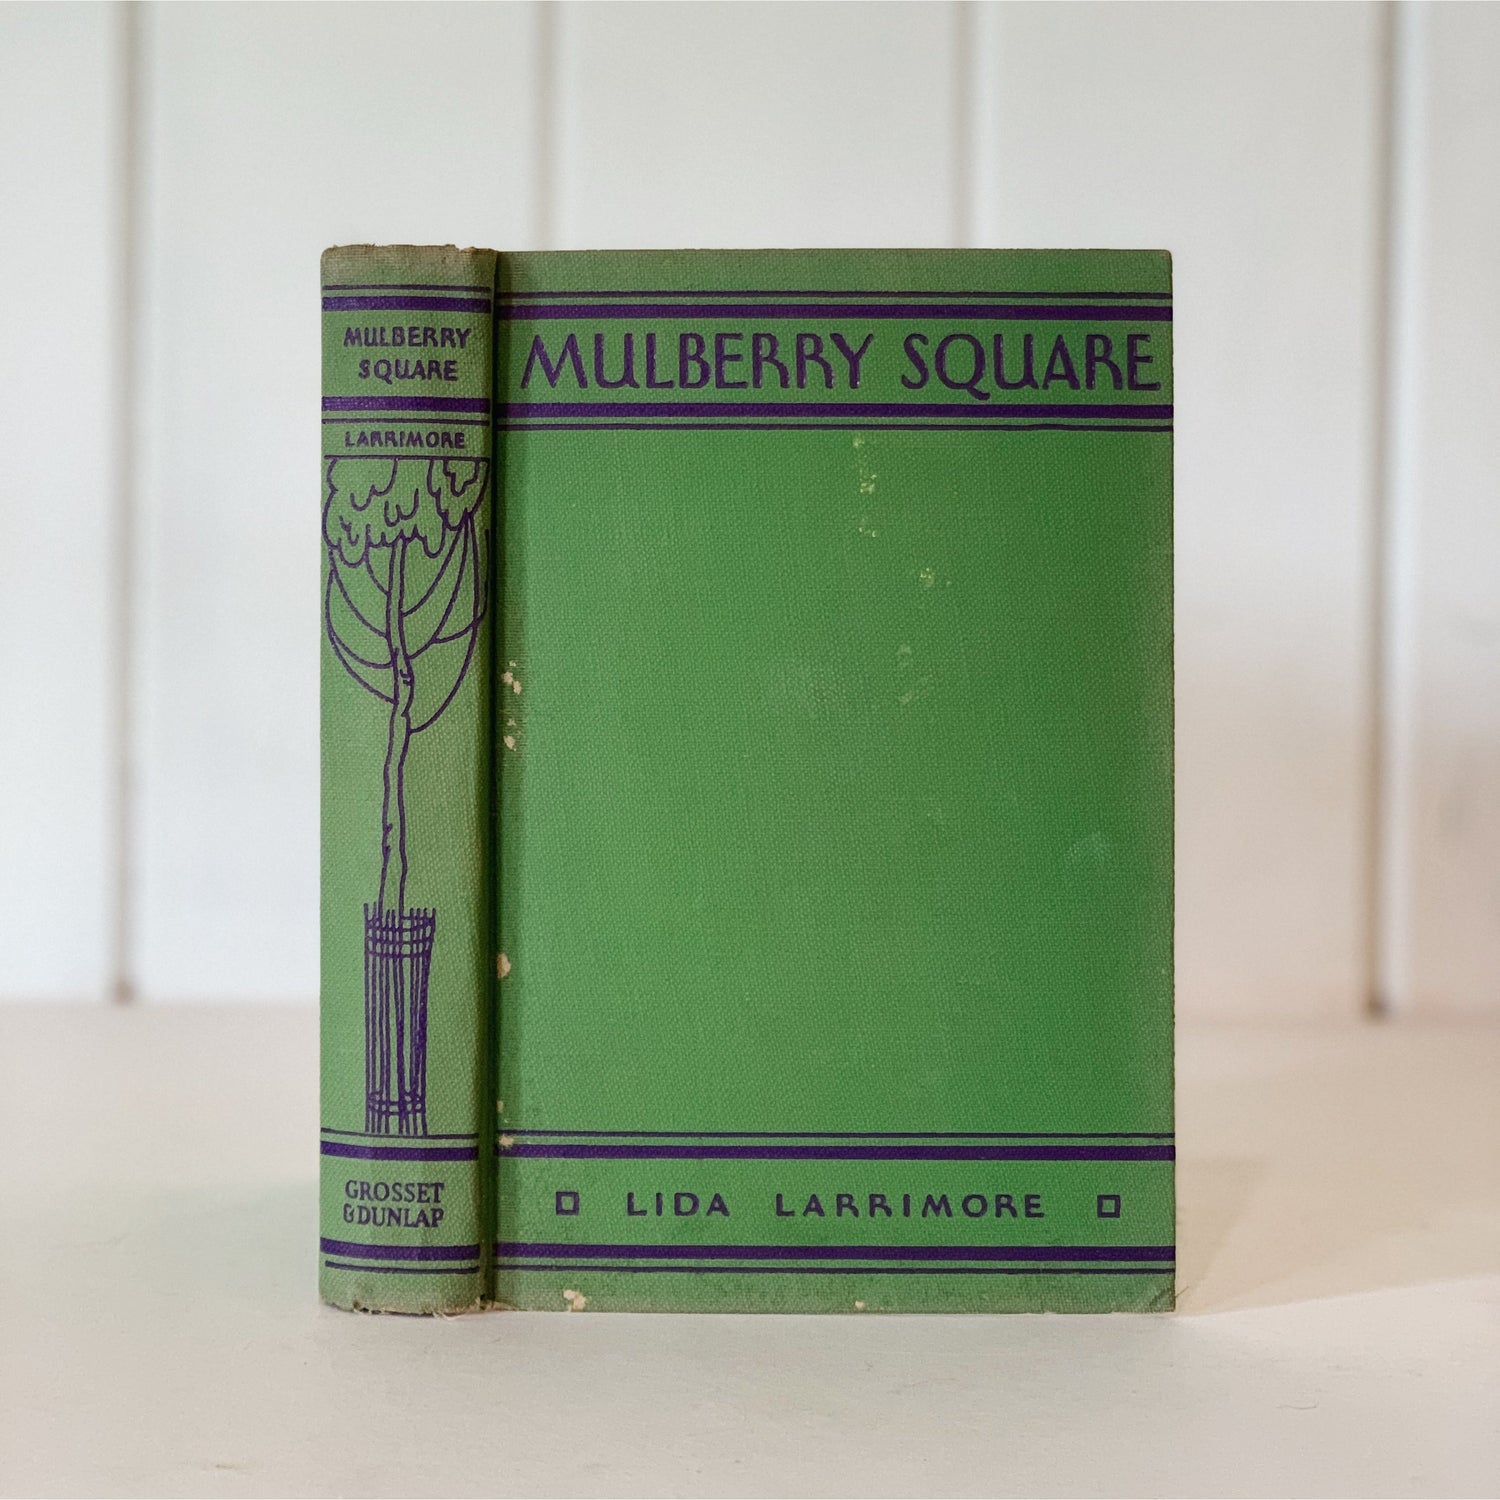 MULBERRY
SQUARE
LARRIMORE
GROSSET
& DUNLAP
MULBERRY SQUARE
LIDA LARRIMORE